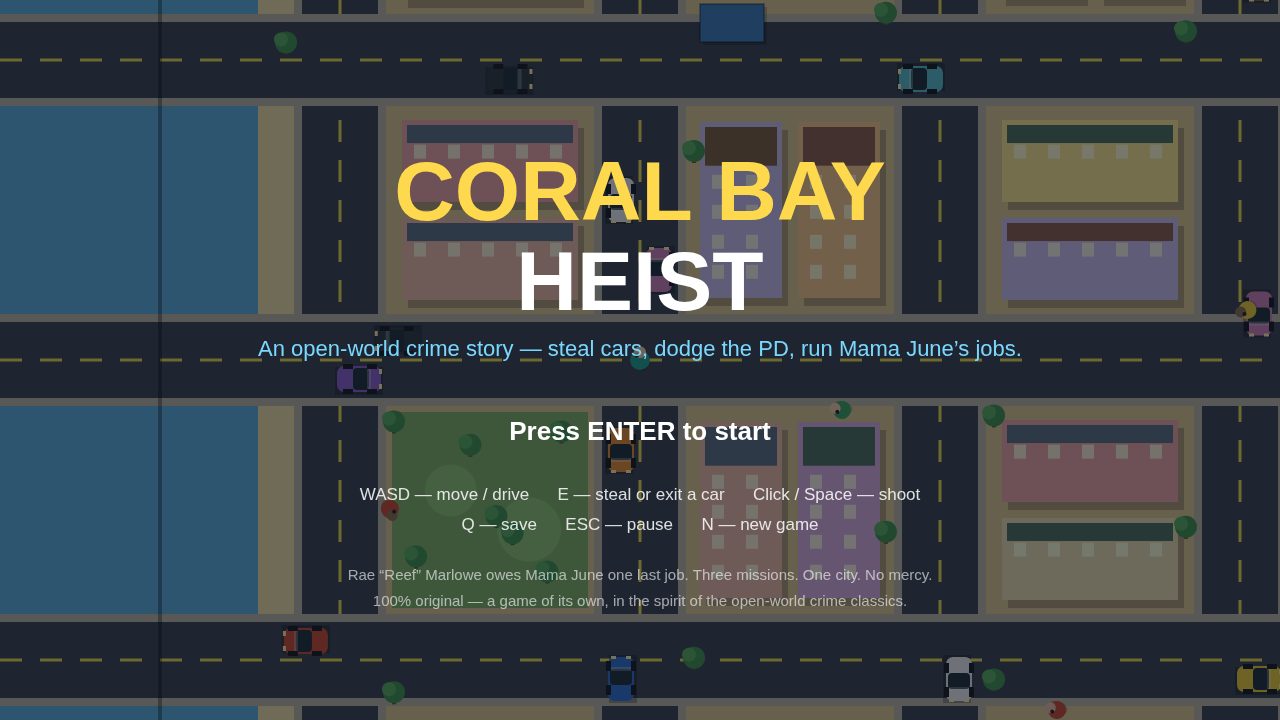 CORAL BAY
HEIST
An open-world crime story — steal cars, dodge the PD, run Mama June’s jobs.
Press ENTER to start
WASD — move / drive E — steal or exit a car Click / Space — shoot
Q — save ESC — pause N — new game
Rae “Reef” Marlowe owes Mama June one last job. Three missions. One city. No mercy.
100% original — a game of its own, in the spirit of the open-world crime classics.